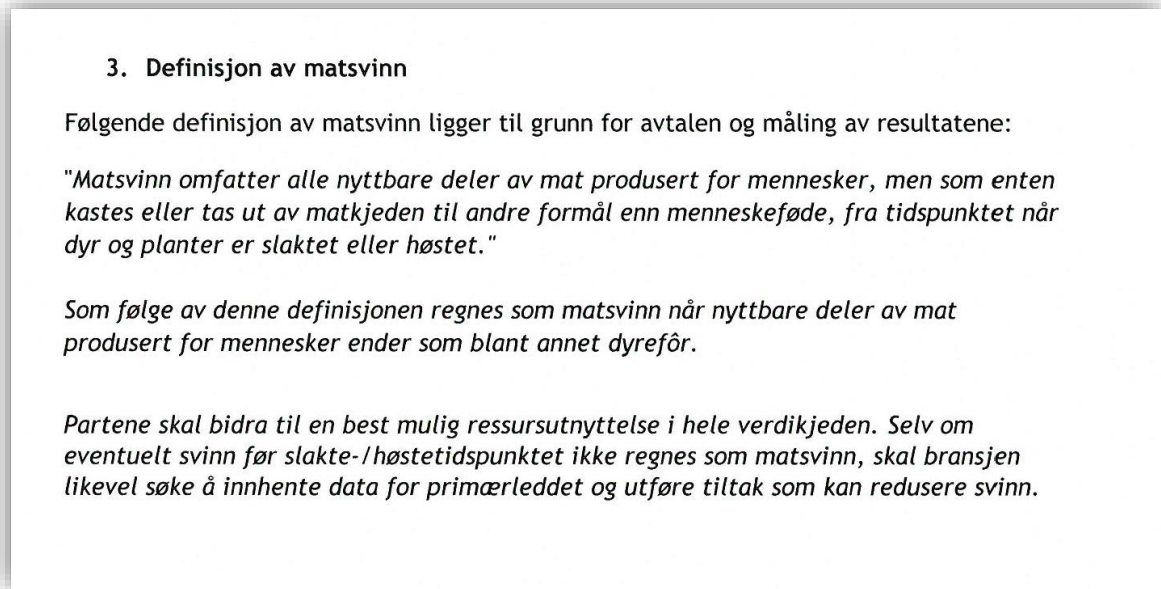 3. Definisjon av matsvinn
Følgende definisjon av matsvinn ligger til grunn for avtalen og måling av resultatene:
"Matsvinn omfatter alle nyttbare deler av mat produsert for mennesker, men som enten
kastes eller tas ut av matkjeden til andre formål enn menneskeføde, fra tidspunktet når
dyr og planter er slaktet eller høstet."
Som følge av denne definisjonen regnes som matsvinn når nyttbare deler av mat
produsert for mennesker ender som blant annet dyrefôr.
Partene skal bidra til en best mulig ressursutnyttelse i hele verdikjeden. Selv om
eventuelt svinn før slakte-/høstetidspunktet ikke regnes som matsvinn, skal bransjen
likevel søke å innhente data for primærleddet og utføre tiltak som kan redusere svinn.